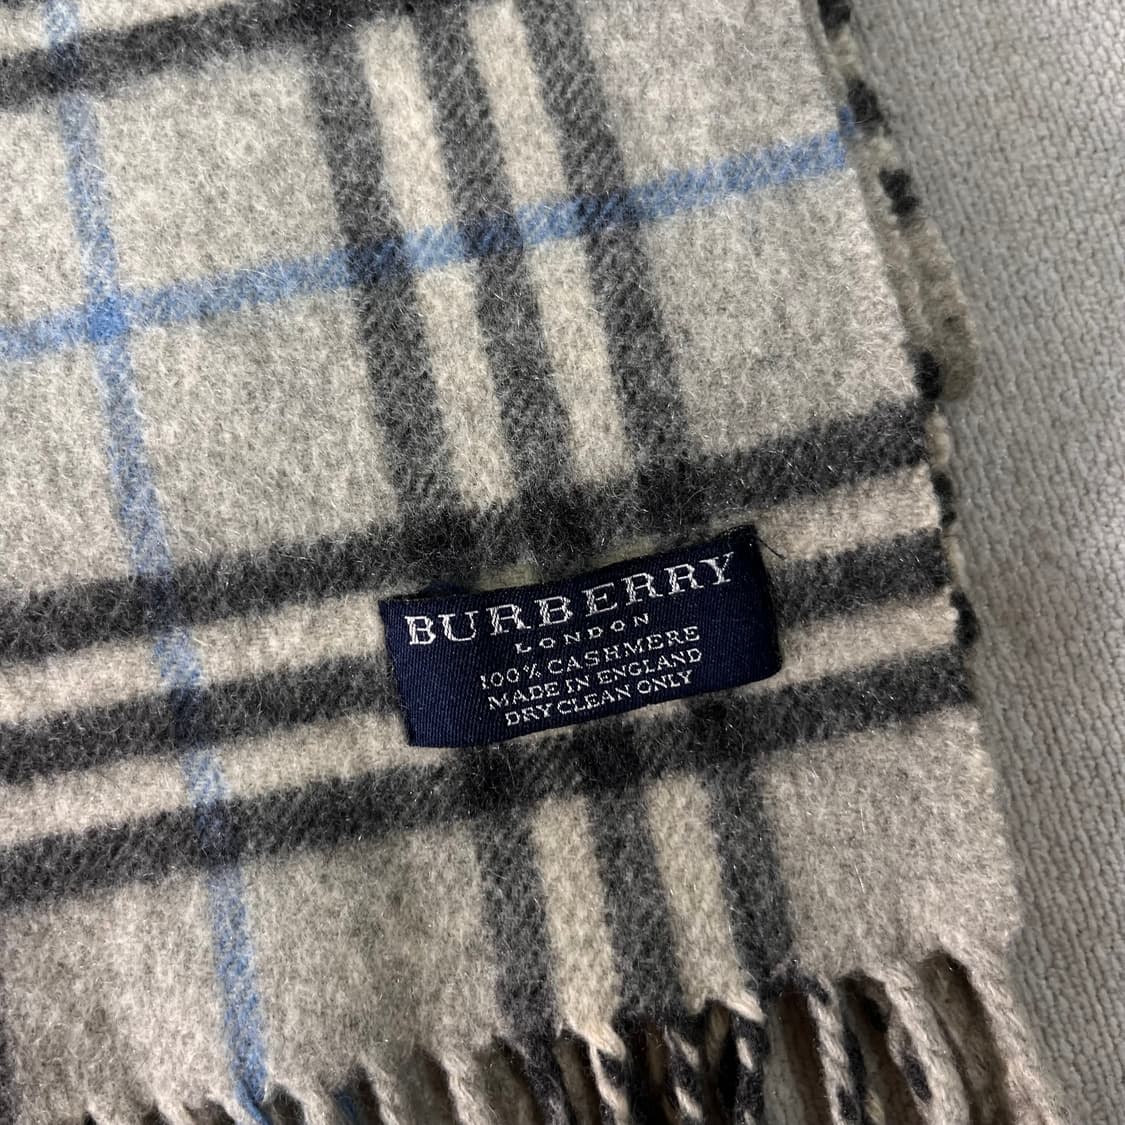 BURBERRY
LONDON
100% CASHMERE
MADE IN ENGLAND
DRY CLEAN ONLY